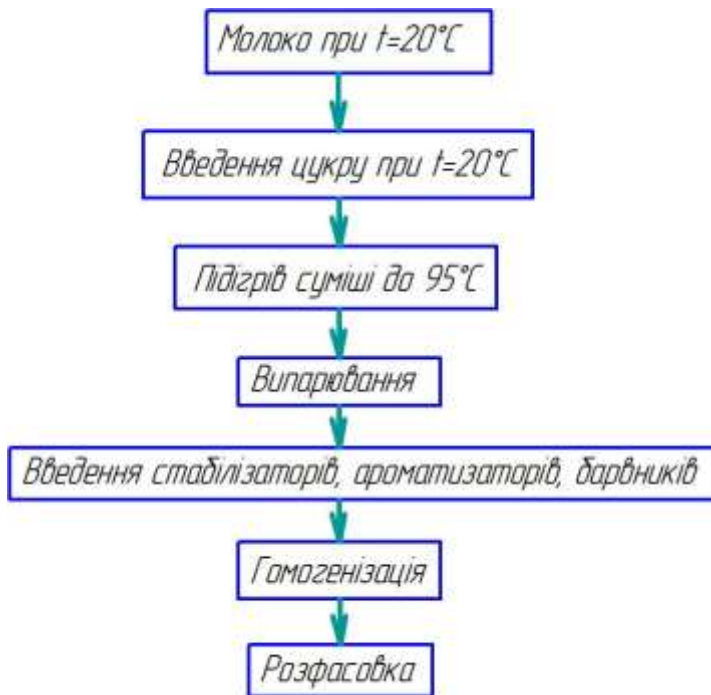 Молоко при t=20°C
Введення цукру при t=20°C
Підігрів суміші до 95°C
Випарювання
Введення стабілізаторів, ароматизаторів, барвників
Гомогенізація
Розфасовка